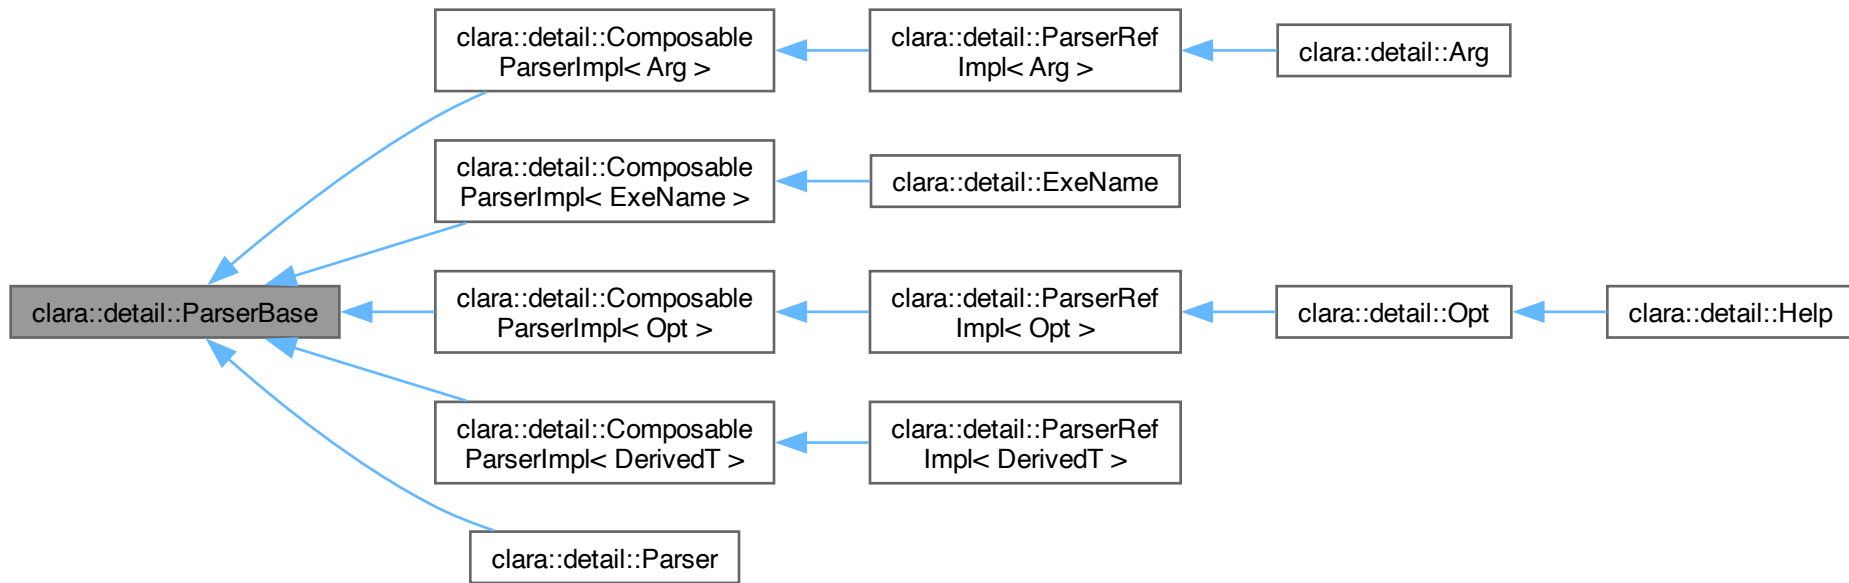 clara::detail::Composable
ParserImpl< Arg >
clara::detail::ParserRef
Impl< Arg >
clara::detail::Arg
clara::detail::Composable
ParserImpl< ExeName >
clara::detail::ExeName
clara::detail::ParserBase
clara::detail::Composable
ParserImpl< Opt >
clara::detail::ParserRef
Impl< Opt >
clara::detail::Opt
clara::detail::Help
clara::detail::Composable
ParserImpl< DerivedT >
clara::detail::ParserRef
Impl< DerivedT >
clara::detail::Parser